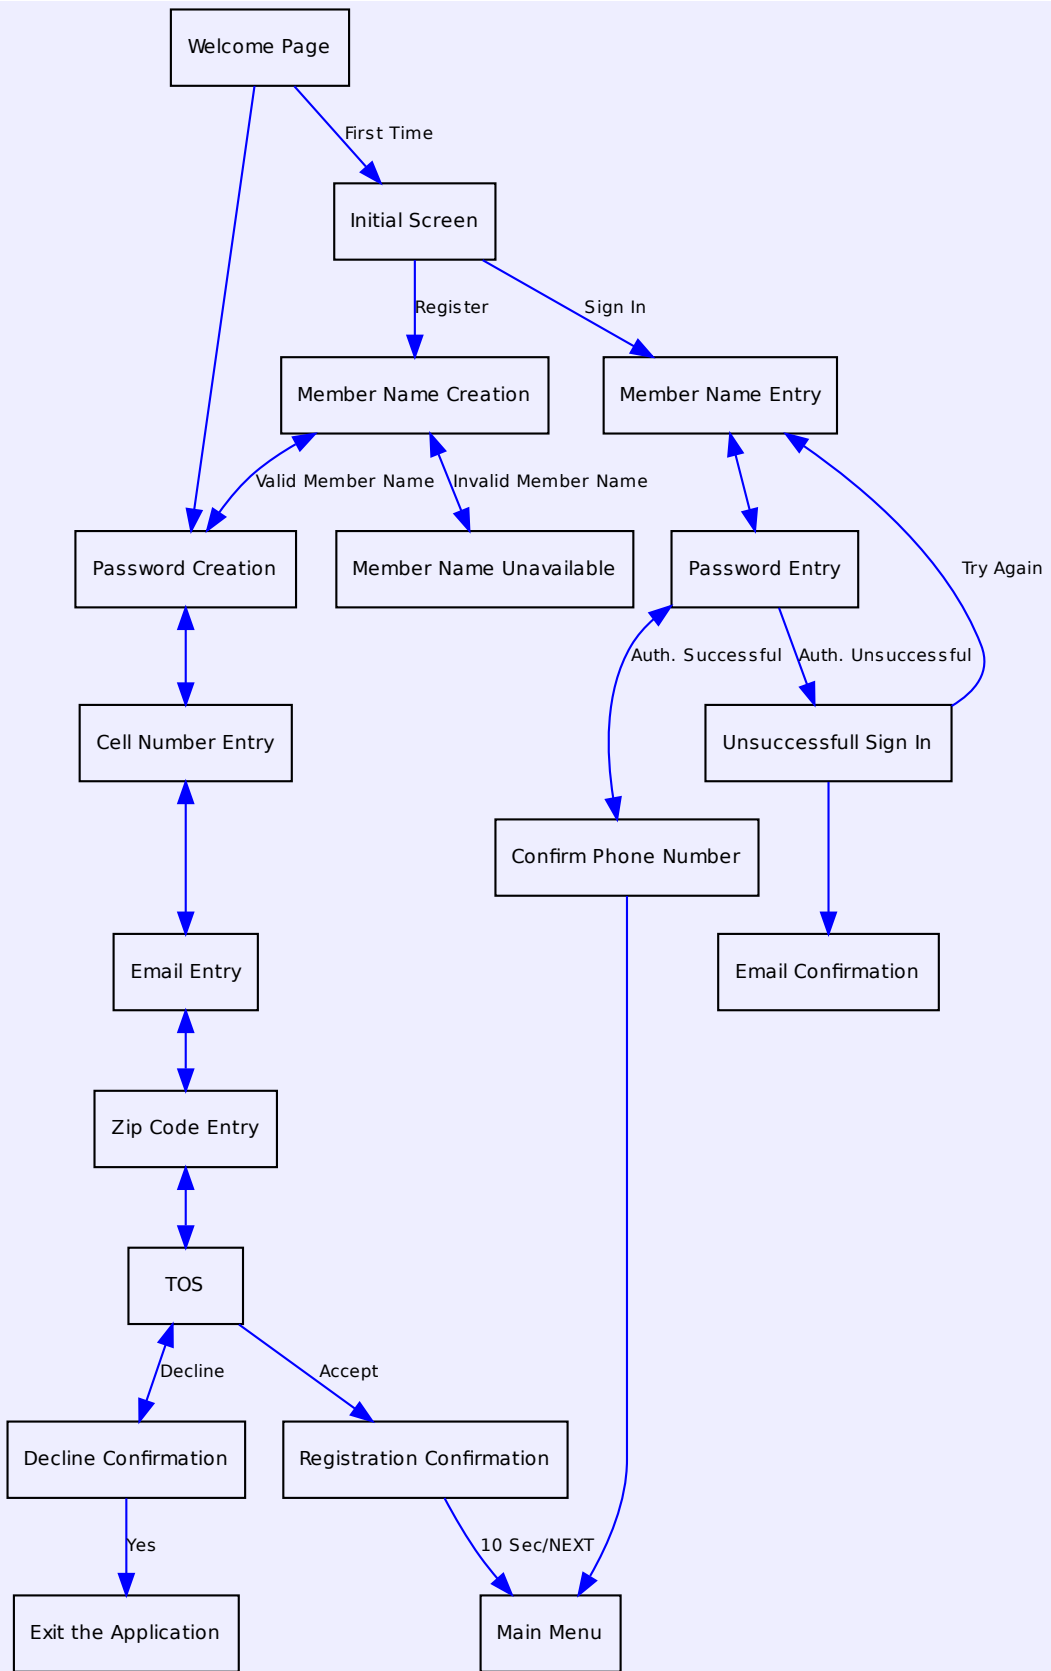 Welcome Page
First Time
Initial Screen
Register
Sign In
Member Name Creation
Member Name Entry
Valid Member Name
Invalid Member Name
Password Creation
Member Name Unavailable
Password Entry
Try Again
Auth. Successful
Auth. Unsuccessful
Cell Number Entry
Unsuccessfull Sign In
Confirm Phone Number
Email Entry
Email Confirmation
Zip Code Entry
TOS
Decline
Accept
Decline Confirmation
Registration Confirmation
Yes
10 Sec/NEXT
Exit the Application
Main Menu